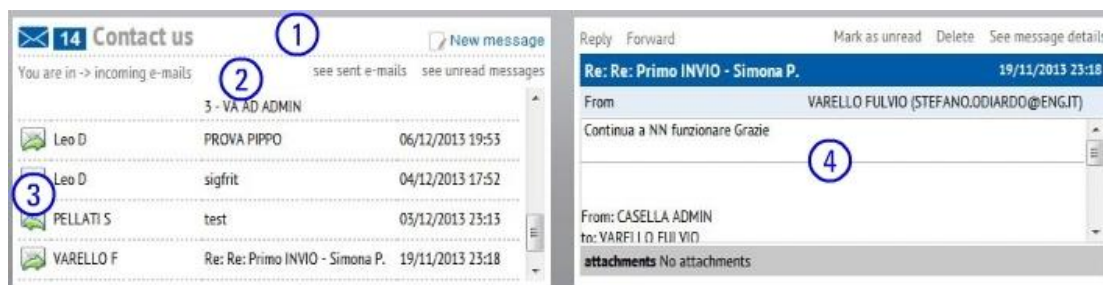 14 Contact us
1
New message
You are in -> incoming e-mails
2
see sent e-mails see unread messages
3 - VA AD ADMIN
Leo D PROVA PIPPO 06/12/2013 19:53
Leo D sigfrit 04/12/2013 17:52
3
PELLATI S test 03/12/2013 23:13
VARELLO F Re: Re: Primo INVIO - Simona P. 19/11/2013 23:18
Reply Forward Mark as unread Delete See message details
Re: Re: Primo INVIO - Simona P. 19/11/2013 23:18
From VARELLO FULVIO (STEFANO.ODIARDO@ENG.IT)
Continua a NN funzionare Grazie
4
From: CASELLA ADMIN
to: VARELLO FULVIO
attachments No attachments